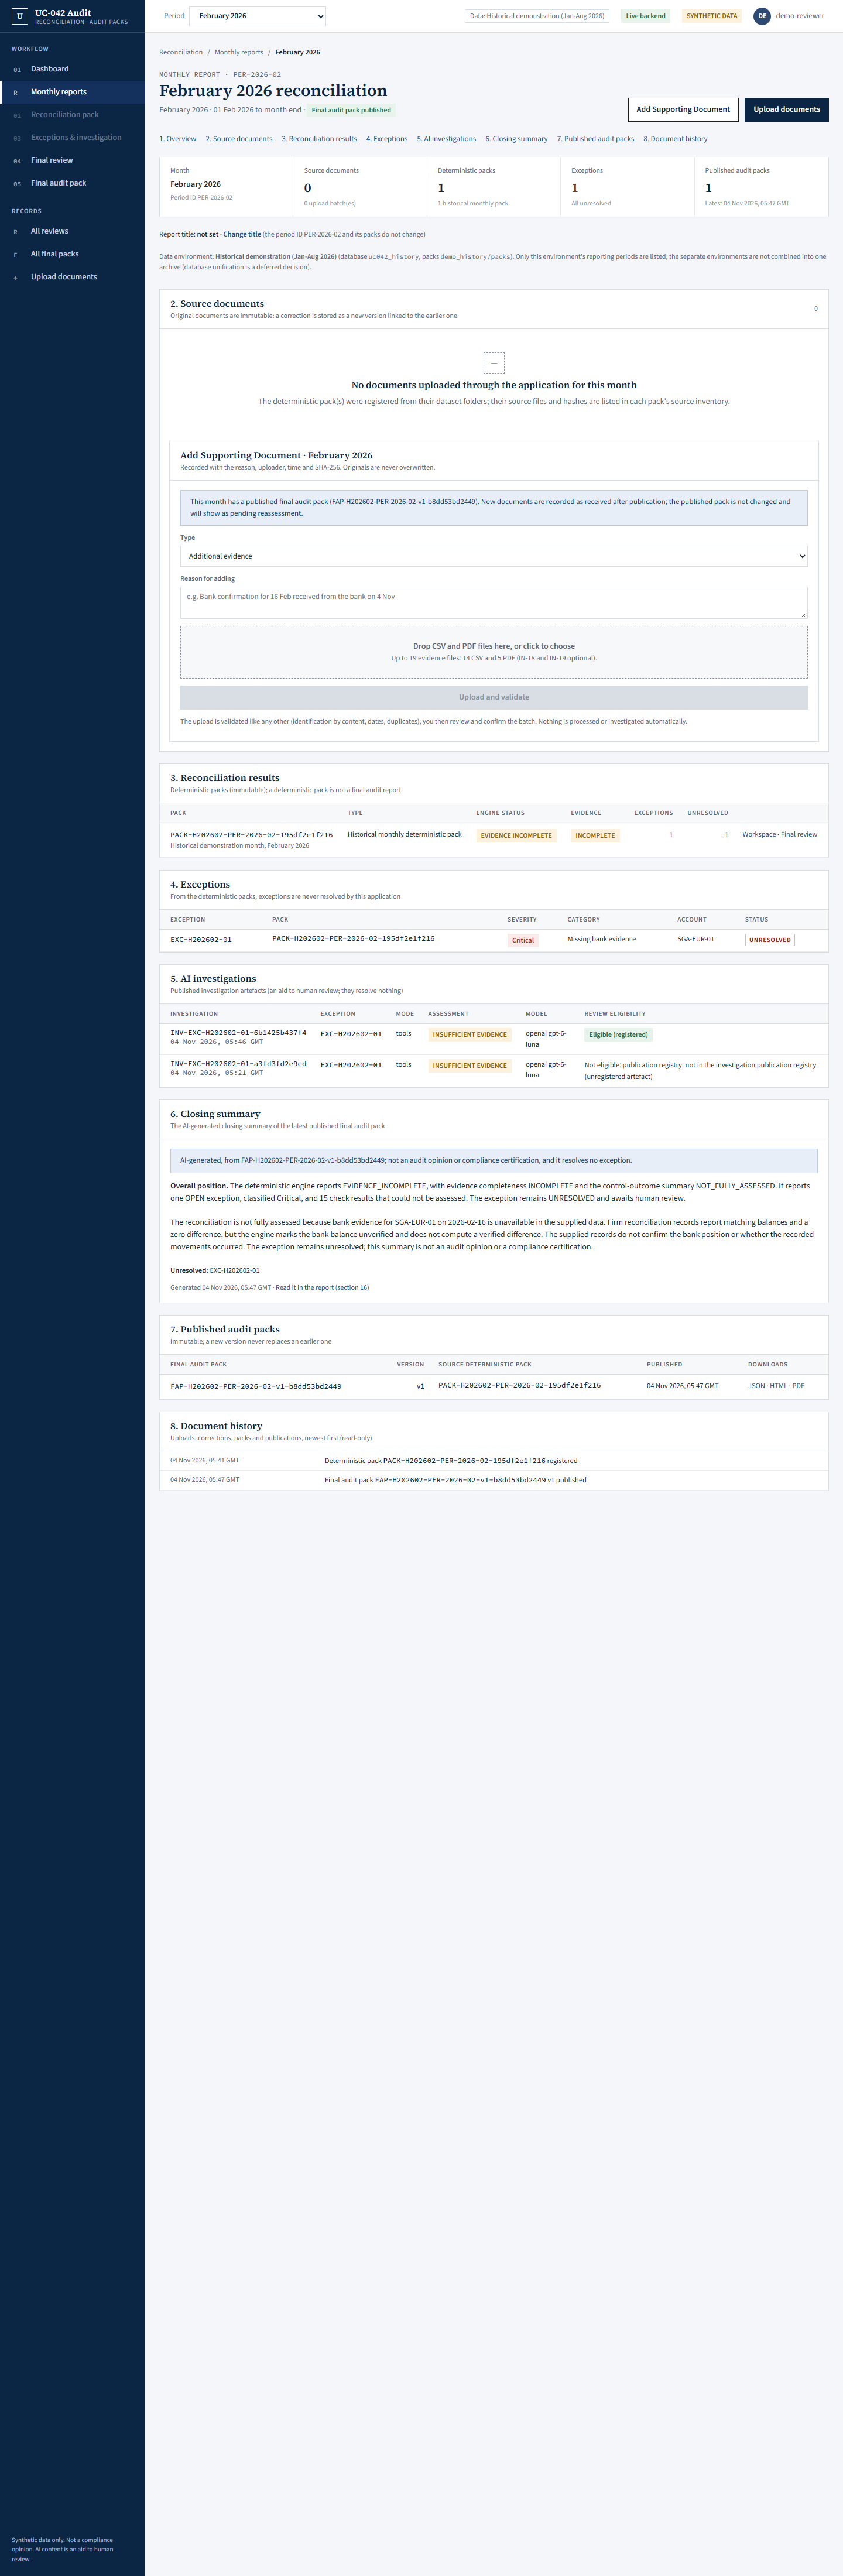 U
UC-042 Audit
RECONCILIATION · AUDIT PACKS
WORKFLOW
01 Dashboard
R Monthly reports
02 Reconciliation pack
03 Exceptions & investigation
04 Final review
05 Final audit pack
RECORDS
R All reviews
F All final packs
+ Upload documents
Synthetic data only. Not a compliance
opinion. AI content is an aid to human
review.
Period February 2026
Data: Historical demonstration (Jan-Aug 2026)
Live backend
SYNTHETIC DATA
DE demo-reviewer
Reconciliation / Monthly reports / February 2026
MONTHLY REPORT · PER-2026-02
February 2026 reconciliation
February 2026 · 01 Feb 2026 to month end · Final audit pack published
Add Supporting Document
Upload documents
1. Overview 2. Source documents 3. Reconciliation results 4. Exceptions 5. AI investigations 6. Closing summary 7. Published audit packs 8. Document history
Month
February 2026
Period ID PER-2026-02
Source documents
0
0 upload batch(es)
Deterministic packs
1
1 historical monthly pack
Exceptions
1
All unresolved
Published audit packs
1
Latest 04 Nov 2026, 05:47 GMT
Report title: not set · Change title (the period ID PER-2026-02 and its packs do not change)
Data environment: Historical demonstration (Jan-Aug 2026) (database uc042_history, packs demo_history/packs). Only this environment's reporting periods are listed; the separate environments are not combined into one
archive (database unification is a deferred decision).
2. Source documents
Original documents are immutable: a correction is stored as a new version linked to the earlier one
0
—
No documents uploaded through the application for this month
The deterministic pack(s) were registered from their dataset folders; their source files and hashes are listed in each pack's source inventory.
Add Supporting Document · February 2026
Recorded with the reason, uploader, time and SHA-256. Originals are never overwritten.
This month has a published final audit pack (FAP-H202602-PER-2026-02-v1-b8dd53bd2449). New documents are recorded as received after publication; the published pack is not changed and
will show as pending reassessment.
Type
Additional evidence
Reason for adding
e.g. Bank confirmation for 16 Feb received from the bank on 4 Nov
Drop CSV and PDF files here, or click to choose
Up to 19 evidence files: 14 CSV and 5 PDF (IN-18 and IN-19 optional).
Upload and validate
The upload is validated like any other (identification by content, dates, duplicates); you then review and confirm the batch. Nothing is processed or investigated automatically.
3. Reconciliation results
Deterministic packs (immutable); a deterministic pack is not a final audit report
PACK TYPE ENGINE STATUS EVIDENCE EXCEPTIONS UNRESOLVED
PACK-H202602-PER-2026-02-195df2e1f216 Historical monthly deterministic pack EVIDENCE INCOMPLETE INCOMPLETE 1 1 Workspace · Final review
Historical demonstration month, February 2026
4. Exceptions
From the deterministic packs; exceptions are never resolved by this application
EXCEPTION PACK SEVERITY CATEGORY ACCOUNT STATUS
EXC-H202602-01 PACK-H202602-PER-2026-02-195df2e1f216 Critical Missing bank evidence SGA-EUR-01 UNRESOLVED
5. AI investigations
Published investigation artefacts (an aid to human review; they resolve nothing)
INVESTIGATION EXCEPTION MODE ASSESSMENT MODEL REVIEW ELIGIBILITY
INV-EXC-H202602-01-6b1425b437f4 EXC-H202602-01 tools INSUFFICIENT EVIDENCE openai gpt-6- Eligible (registered)
04 Nov 2026, 05:46 GMT luna
INV-EXC-H202602-01-a3fd3fd2e9ed EXC-H202602-01 tools INSUFFICIENT EVIDENCE openai gpt-6- Not eligible: publication registry: not in the investigation publication registry
04 Nov 2026, 05:21 GMT luna (unregistered artefact)
6. Closing summary
The AI-generated closing summary of the latest published final audit pack
AI-generated, from FAP-H202602-PER-2026-02-v1-b8dd53bd2449; not an audit opinion or compliance certification, and it resolves no exception.
Overall position. The deterministic engine reports EVIDENCE_INCOMPLETE, with evidence completeness INCOMPLETE and the control-outcome summary NOT_FULLY_ASSESSED. It reports
one OPEN exception, classified Critical, and 15 check results that could not be assessed. The exception remains UNRESOLVED and awaits human review.
The reconciliation is not fully assessed because bank evidence for SGA-EUR-01 on 2026-02-16 is unavailable in the supplied data. Firm reconciliation records report matching balances and a
zero difference, but the engine marks the bank balance unverified and does not compute a verified difference. The supplied records do not confirm the bank position or whether the recorded
movements occurred. The exception remains unresolved; this summary is not an audit opinion or a compliance certification.
Unresolved: EXC-H202602-01
Generated 04 Nov 2026, 05:47 GMT · Read it in the report (section 16)
7. Published audit packs
Immutable; a new version never replaces an earlier one
FINAL AUDIT PACK VERSION SOURCE DETERMINISTIC PACK PUBLISHED DOWNLOADS
FAP-H202602-PER-2026-02-v1-b8dd53bd2449 v1 PACK-H202602-PER-2026-02-195df2e1f216 04 Nov 2026, 05:47 GMT JSON · HTML · PDF
8. Document history
Uploads, corrections, packs and publications, newest first (read-only)
04 Nov 2026, 05:41 GMT Deterministic pack PACK-H202602-PER-2026-02-195df2e1f216 registered
04 Nov 2026, 05:47 GMT Final audit pack FAP-H202602-PER-2026-02-v1-b8dd53bd2449 v1 published